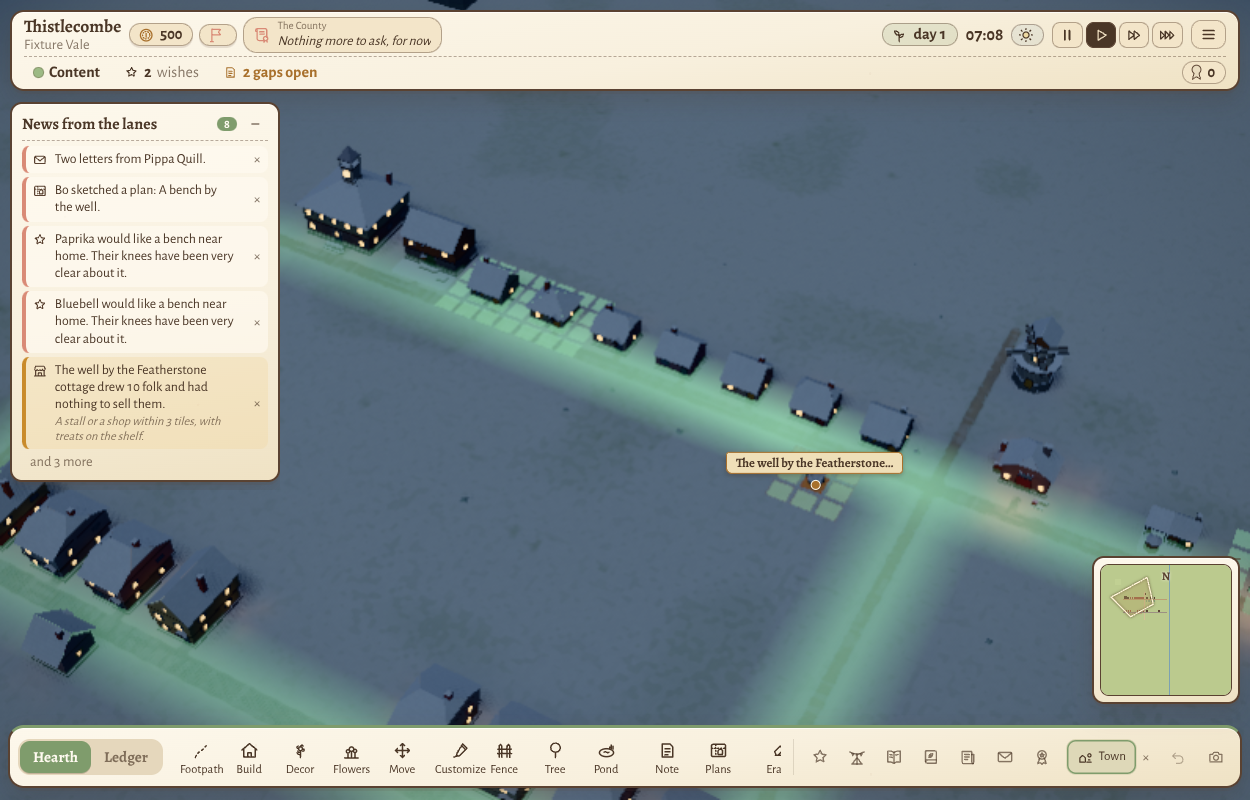 Thistlecombe
Fixture Vale
500
The County
Nothing more to ask, for now
day 1
07:08
Content
2 wishes
2 gaps open
0
News from the lanes
8
Two letters from Pippa Quill.
Bo sketched a plan: A bench by
the well.
Paprika would like a bench near
home. Their knees have been very
clear about it.
Bluebell would like a bench near
home. Their knees have been very
clear about it.
The well by the Featherstone
cottage drew 10 folk and had
nothing to sell them.
A stall or a shop within 3 tiles, with
treats on the shelf.
and 3 more
The well by the Featherstone...
N
Hearth
Ledger
Footpath
Build
Decor
Flowers
Move
Customize
Fence
Tree
Pond
Note
Plans
Era
Town